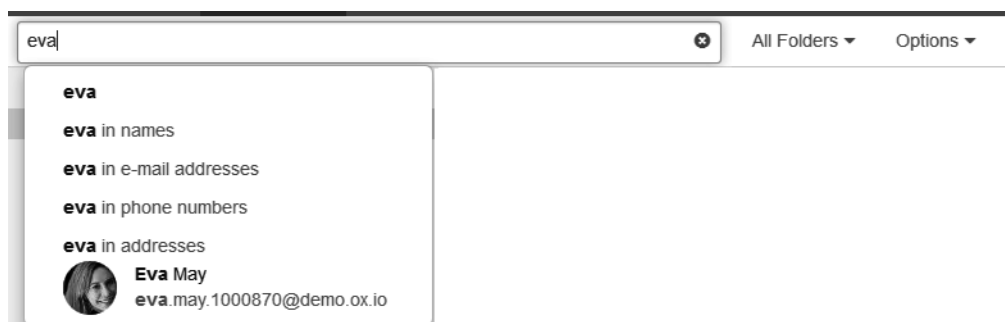 eva All Folders Options
eva
eva in names
eva in e-mail addresses
eva in phone numbers
eva in addresses
Eva May
eva.may.1000870@demo.ox.io